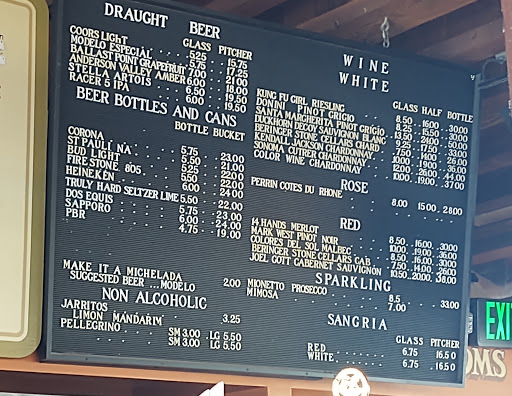 DRAUGHT BEER
GLASS PITCHER
COORS LIGHT 5.25 15.75
MODELO ESPECIAL 5.75 17.25
BALLAST POINT GRAPEFRUIT 7.00 21.00
ANDERSON VALLEY AMBER 6.00 18.00
STELLA ARTOIS 6.50 19.50
RACER 5 IPA 6.00 19.50
BEER BOTTLES AND CANS
BOTTLE BUCKET
CORONA 5.75 23.00
ST PAULI NA 5.50 21.00
BUD LIGHT 5.25 22.00
FIRE STONE 805 5.50 22.00
HEINEKEN 6.00 24.00
TRULY HARD SELTZER LIME 5.50 22.00
DOS EQUIS 5.75 23.00
SAPPORO 6.00 24.00
PBR 4.75 19.00
MAKE IT A MICHELADA 2.00
SUGGESTED BEER ...MODELO
NON ALCOHOLIC
JARRITOS
LIMON MANDARIN 3.25
PELLEGRINO SM 3.00 LG 5.50
SM 3.00 LG 5.50
WINE
WHITE
GLASS HALF BOTTLE
KUNG FU GIRL RIESLING 8.50 16.00 30.00
DONINI PINOT GRIGIO 8.25 15.50 30.00
SANTA MARGHERITA PINOT GRIGIO 13.50 24.00 50.00
DUCKHORN DECOY SAUVIGNON BLANC 9.25 17.50 33.00
BERINGER STONE CELLARS CHARD 7.50 14.00 26.00
KENDALL JACKSON CHARDONNAY 10.00 19.00 36.00
SONOMA CUTRER CHARDONNAY 12.00 26.00 44.00
COLOR WINE CHARDONNAY 10.00 19.00 37.00
ROSE
PERRIN COTES DU RHONE 8.00 15.00 28.00
RED
14 HANDS MERLOT 8.50 16.00 30.00
MARK WEST PINOT NOIR 10.00 19.00 36.00
COLORES DEL SOL MALBEC 8.50 16.00 30.00
BERINGER STONE CELLARS CAB 7.50 14.00 26.00
JOEL GOTT CABERNET SAUVIGNON 10.50 20.00 38.00
SPARKLING
MIONETTO PROSECCO 8.5 33.00
MIMOSA 7.00
SANGRIA
GLASS PITCHER
RED 6.75 16.50
WHITE 6.75 16.50
EXI
OMS